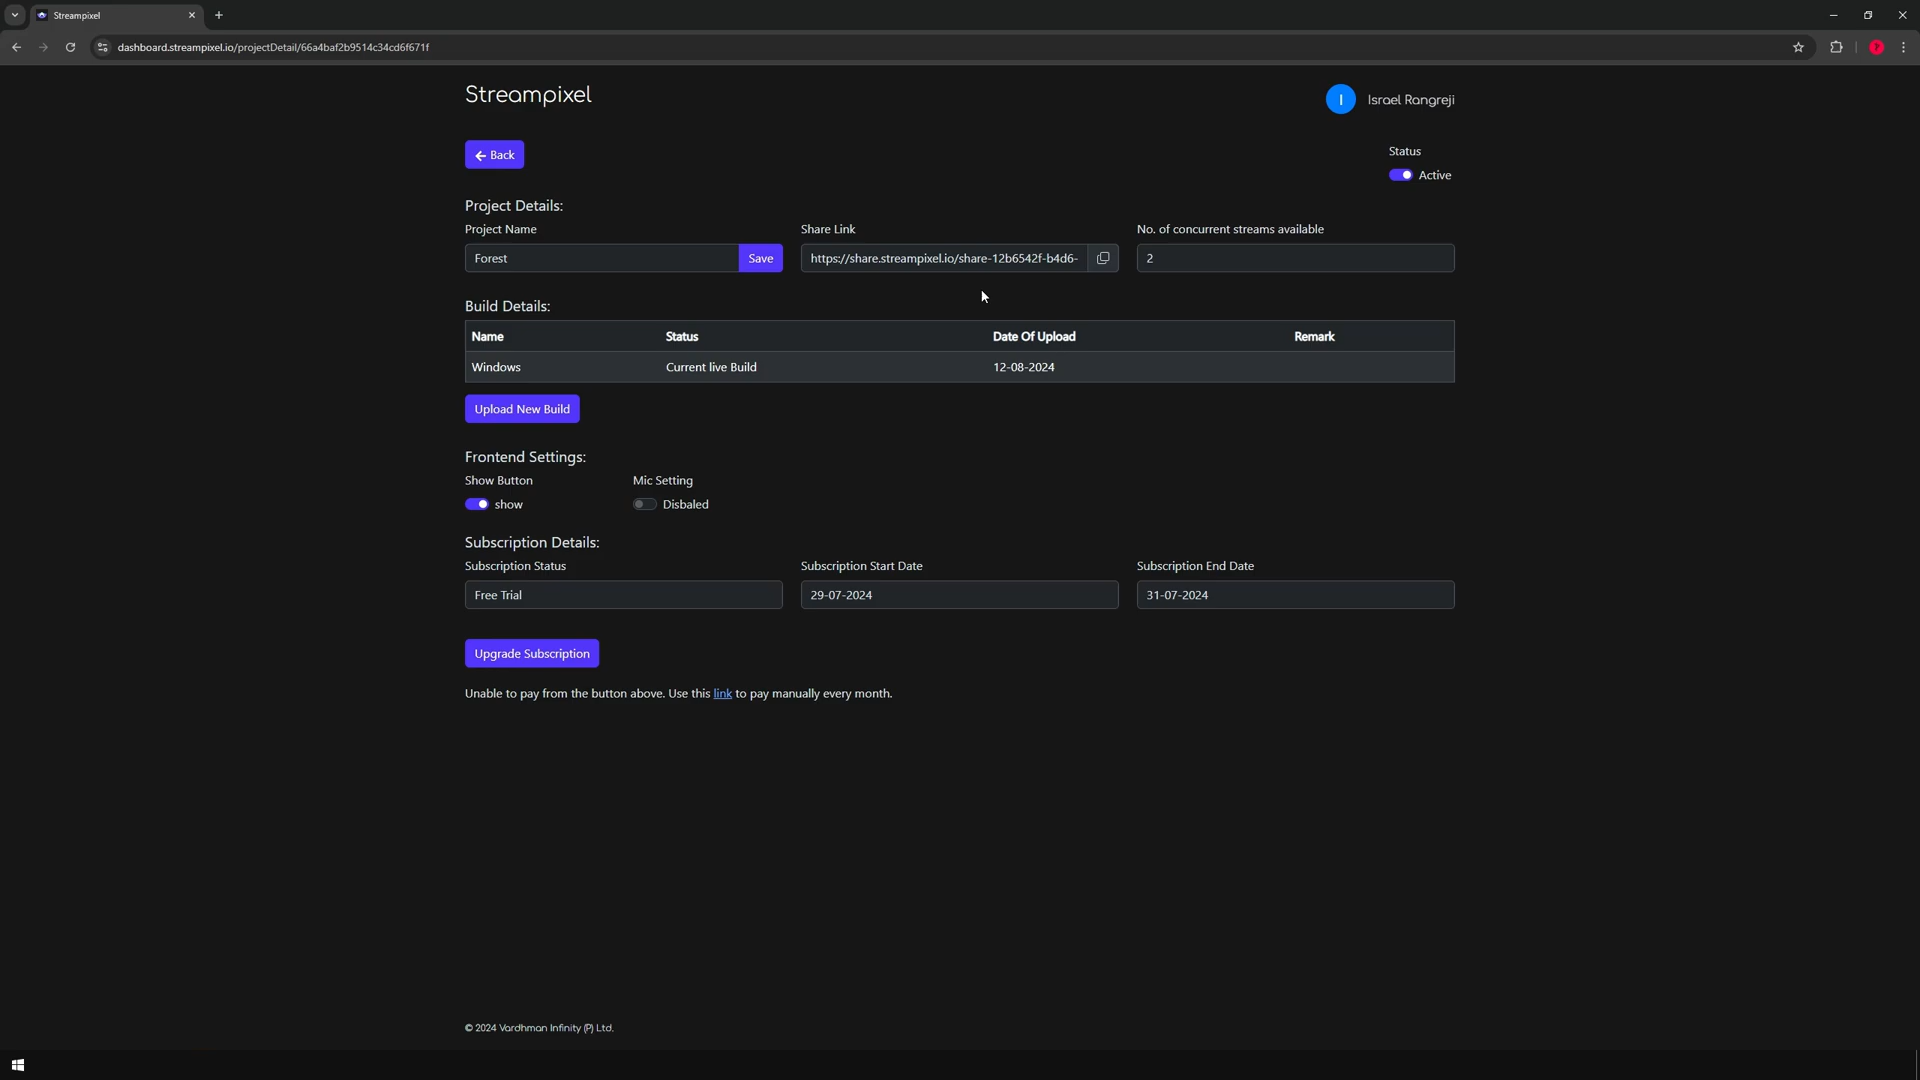 Streampixel
dashboard.streampixel.io/projectDetail/66a4baf2b9514c34cd6f671f
Streampixel
I Israel Rangreji
Back
Status
Active
Project Details:
Project Name Share Link No. of concurrent streams available
Forest Save https://share.streampixel.io/share-12b6542f-b4d6- 2
Build Details:
Name Status Date Of Upload Remark
Windows Current live Build 12-08-2024
Upload New Build
Frontend Settings:
Show Button Mic Setting
show Disbaled
Subscription Details:
Subscription Status Subscription Start Date Subscription End Date
Free Trial 29-07-2024 31-07-2024
Upgrade Subscription
Unable to pay from the button above. Use this link to pay manually every month.
© 2024 Vardhman Infinity (P) Ltd.